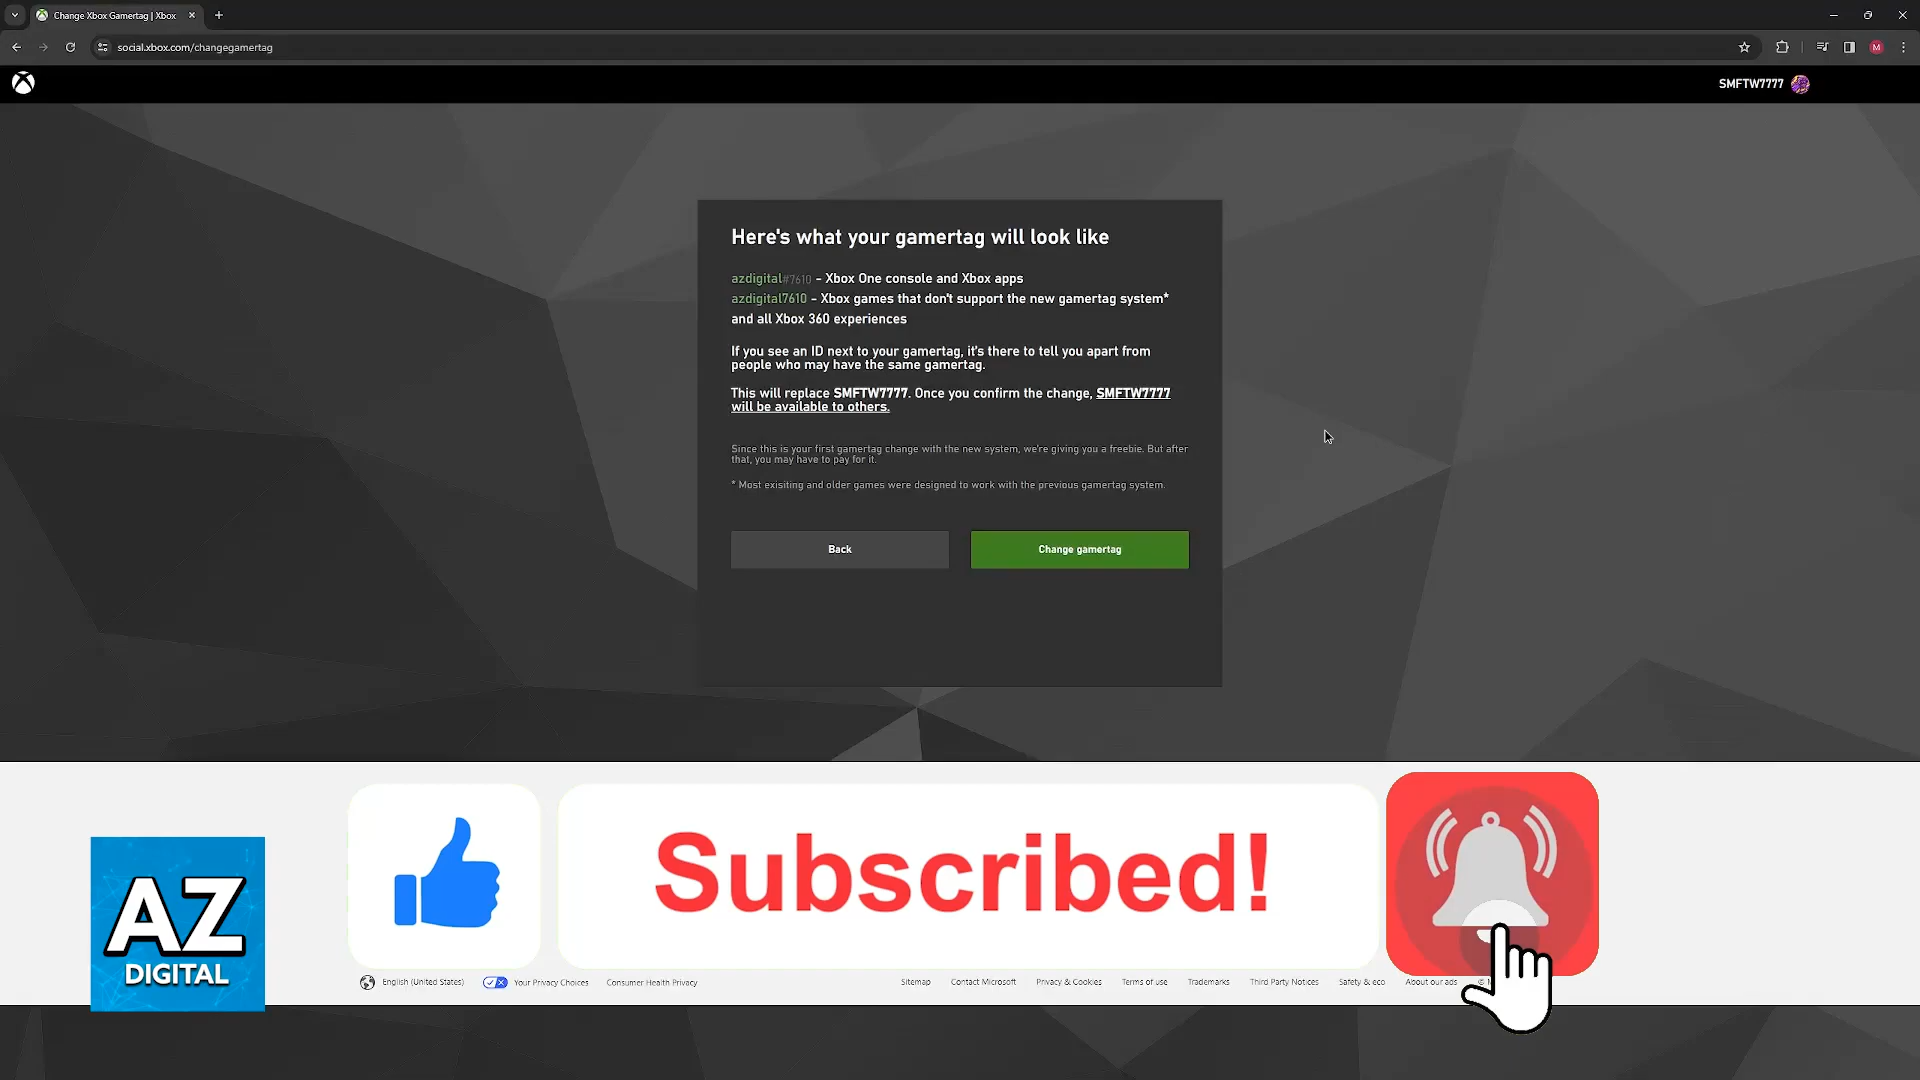 Change Xbox Gamertag | Xbox
social.xbox.com/changegamertag
M
SMFTW7777
Here's what your gamertag will look like
azdigital#7610 - Xbox One console and Xbox apps
azdigital7610 - Xbox games that don't support the new gamertag system*
and all Xbox 360 experiences
If you see an ID next to your gamertag, it's there to tell you apart from
people who may have the same gamertag.
This will replace SMFTW7777. Once you confirm the change, SMFTW7777
will be available to others.
Since this is your first gamertag change with the new system, we're giving you a freebie. But after
that, you may have to pay for it.
* Most exisiting and older games were designed to work with the previous gamertag system.
Back
Change gamertag
Subscribed!
AZ
DIGITAL
English (United States)
Your Privacy Choices
Consumer Health Privacy
Sitemap
Contact Microsoft
Privacy & Cookies
Terms of use
Trademarks
Third Party Notices
Safety & eco
About our ads
©